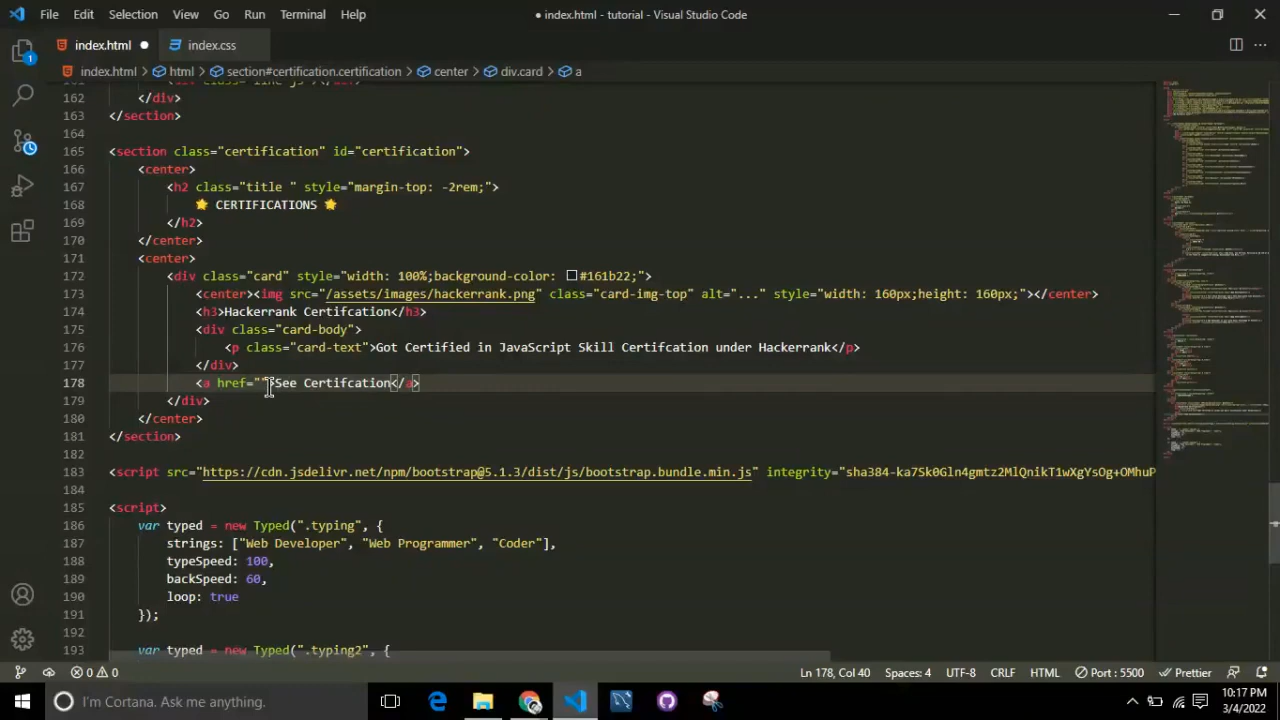 File Edit Selection View Go Run Terminal Help
● index.html - tutorial - Visual Studio Code
index.html ● index.css
index.html > html > section#certification.certification > center > div.card > a
162 </div>
163 </section>
164
165 <section class="certification" id="certification">
166 <center>
167 <h2 class="title " style="margin-top: -2rem;">
168 🌟 CERTIFICATIONS 🌟
169 </h2>
170 </center>
171 <center>
172 <div class="card" style="width: 100%;background-color: #161b22;">
173 <center><img src="/assets/images/hackerrank.png" class="card-img-top" alt="..." style="width: 160px;height: 160px;"></center>
174 <h3>Hackerrank Certifcation</h3>
175 <div class="card-body">
176 <p class="card-text">Got Certified in JavaScript Skill Certifcation under Hackerrank</p>
177 </div>
178 <a href="">See Certifcation</a>
179 </div>
180 </center>
181 </section>
182
183 <script src="https://cdn.jsdelivr.net/npm/bootstrap@5.1.3/dist/js/bootstrap.bundle.min.js" integrity="sha384-ka7Sk0Gln4gmtz2MlQnikT1wXgYsOg+OMhuP
184
185 <script>
186 var typed = new Typed(".typing", {
187 strings: ["Web Developer", "Web Programmer", "Coder"],
188 typeSpeed: 100,
189 backSpeed: 60,
190 loop: true
191 });
192
193 var typed = new Typed(".typing2", {
0 0 Ln 178, Col 40 Spaces: 4 UTF-8 CRLF HTML Port : 5500 Prettier
I'm Cortana. Ask me anything.
10:17 PM
3/4/2022